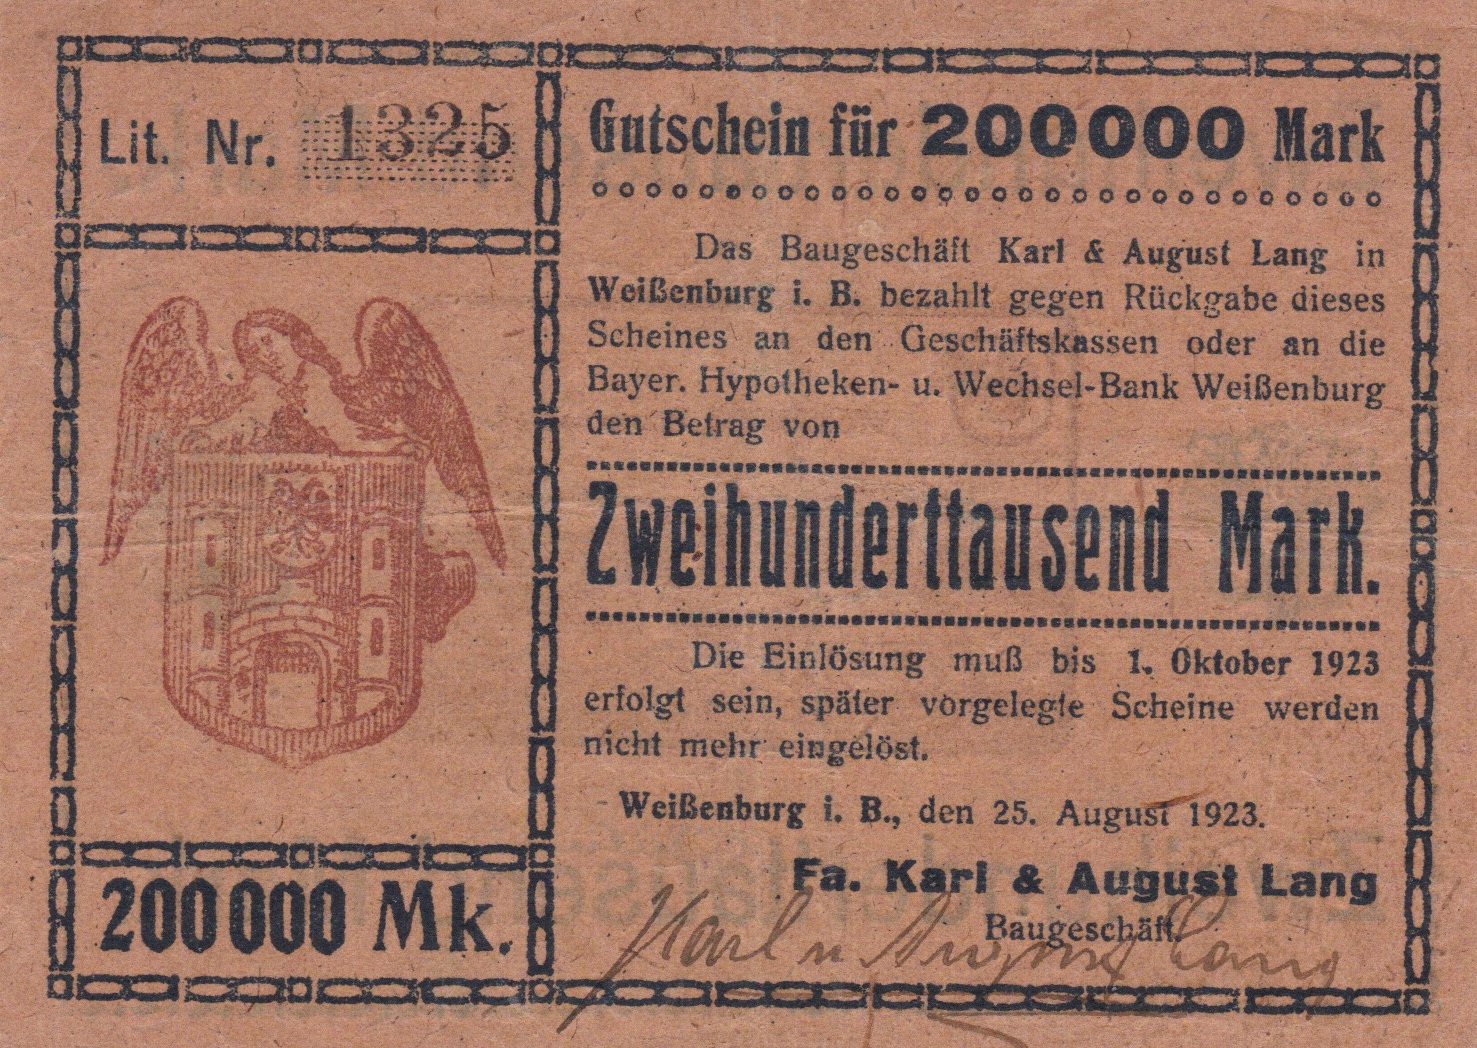 Lit. Nr. 1325
Gutschein für 200000 Mark
Das Baugeschäft Karl & August Lang in
Weißenburg i. B. bezahlt gegen Rückgabe dieses
Scheines an den Geschäftskassen oder an die
Bayer. Hypotheken- u. Wechsel-Bank Weißenburg
den Betrag von
Zweihunderttausend Mark.
Die Einlösung muß bis 1. Oktober 1923
erfolgt sein, später vorgelegte Scheine werden
nicht mehr eingelöst.
Weißenburg i. B., den 25. August 1923.
Fa. Karl & August Lang
Baugeschäft.
Karl u August Lang
200000 Mk.